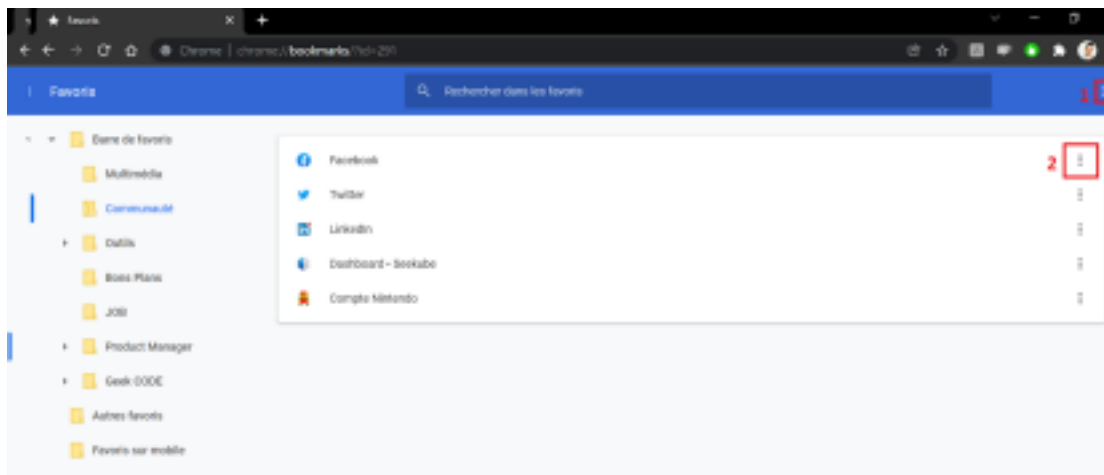 Favoris
Chrome | chrome://bookmarks/?id=291
Favoris
Rechercher dans les favoris
1
Barre de favoris
Multimédia
Communauté
Outils
Bons Plans
JOB
Product Manager
Geek CODE
Autres favoris
Favoris sur mobile
Facebook
2
Twitter
LinkedIn
Dashboard - Seekube
Compte Nintendo